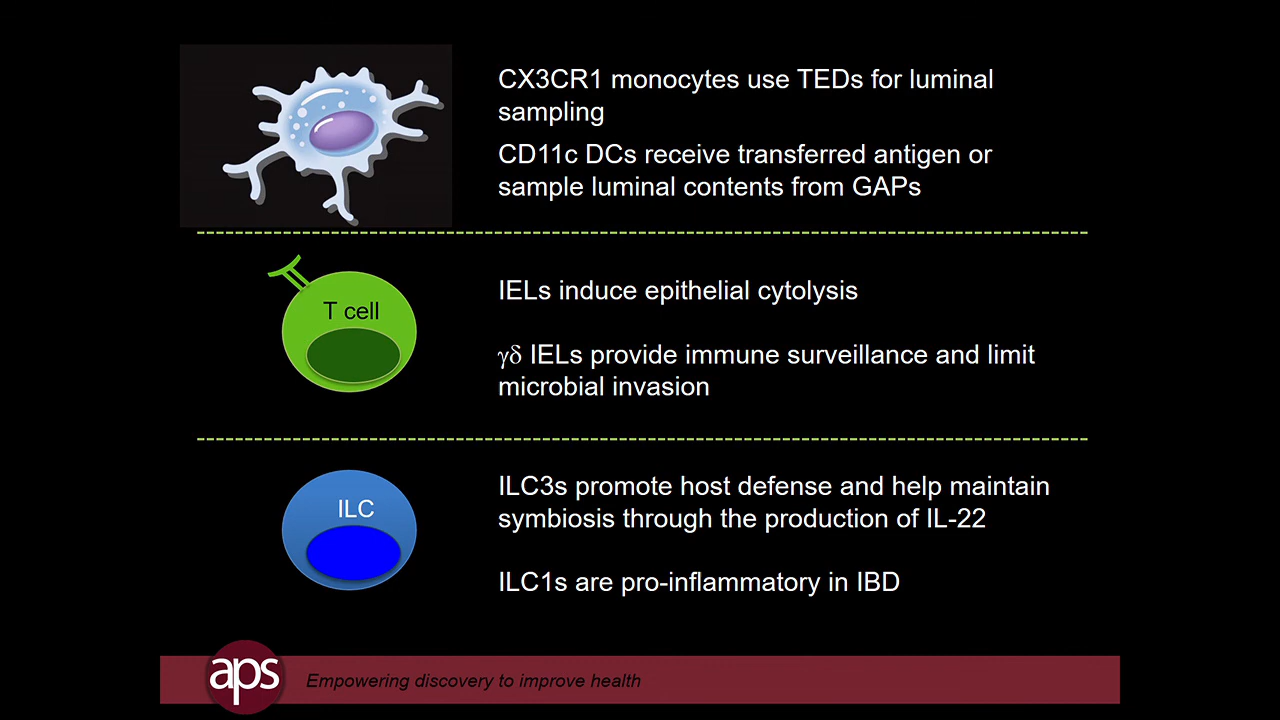 CX3CR1 monocytes use TEDs for luminal
sampling
CD11c DCs receive transferred antigen or
sample luminal contents from GAPs
T cell
IELs induce epithelial cytolysis
γδ IELs provide immune surveillance and limit
microbial invasion
ILC
ILC3s promote host defense and help maintain
symbiosis through the production of IL-22
ILC1s are pro-inflammatory in IBD
aps
Empowering discovery to improve health